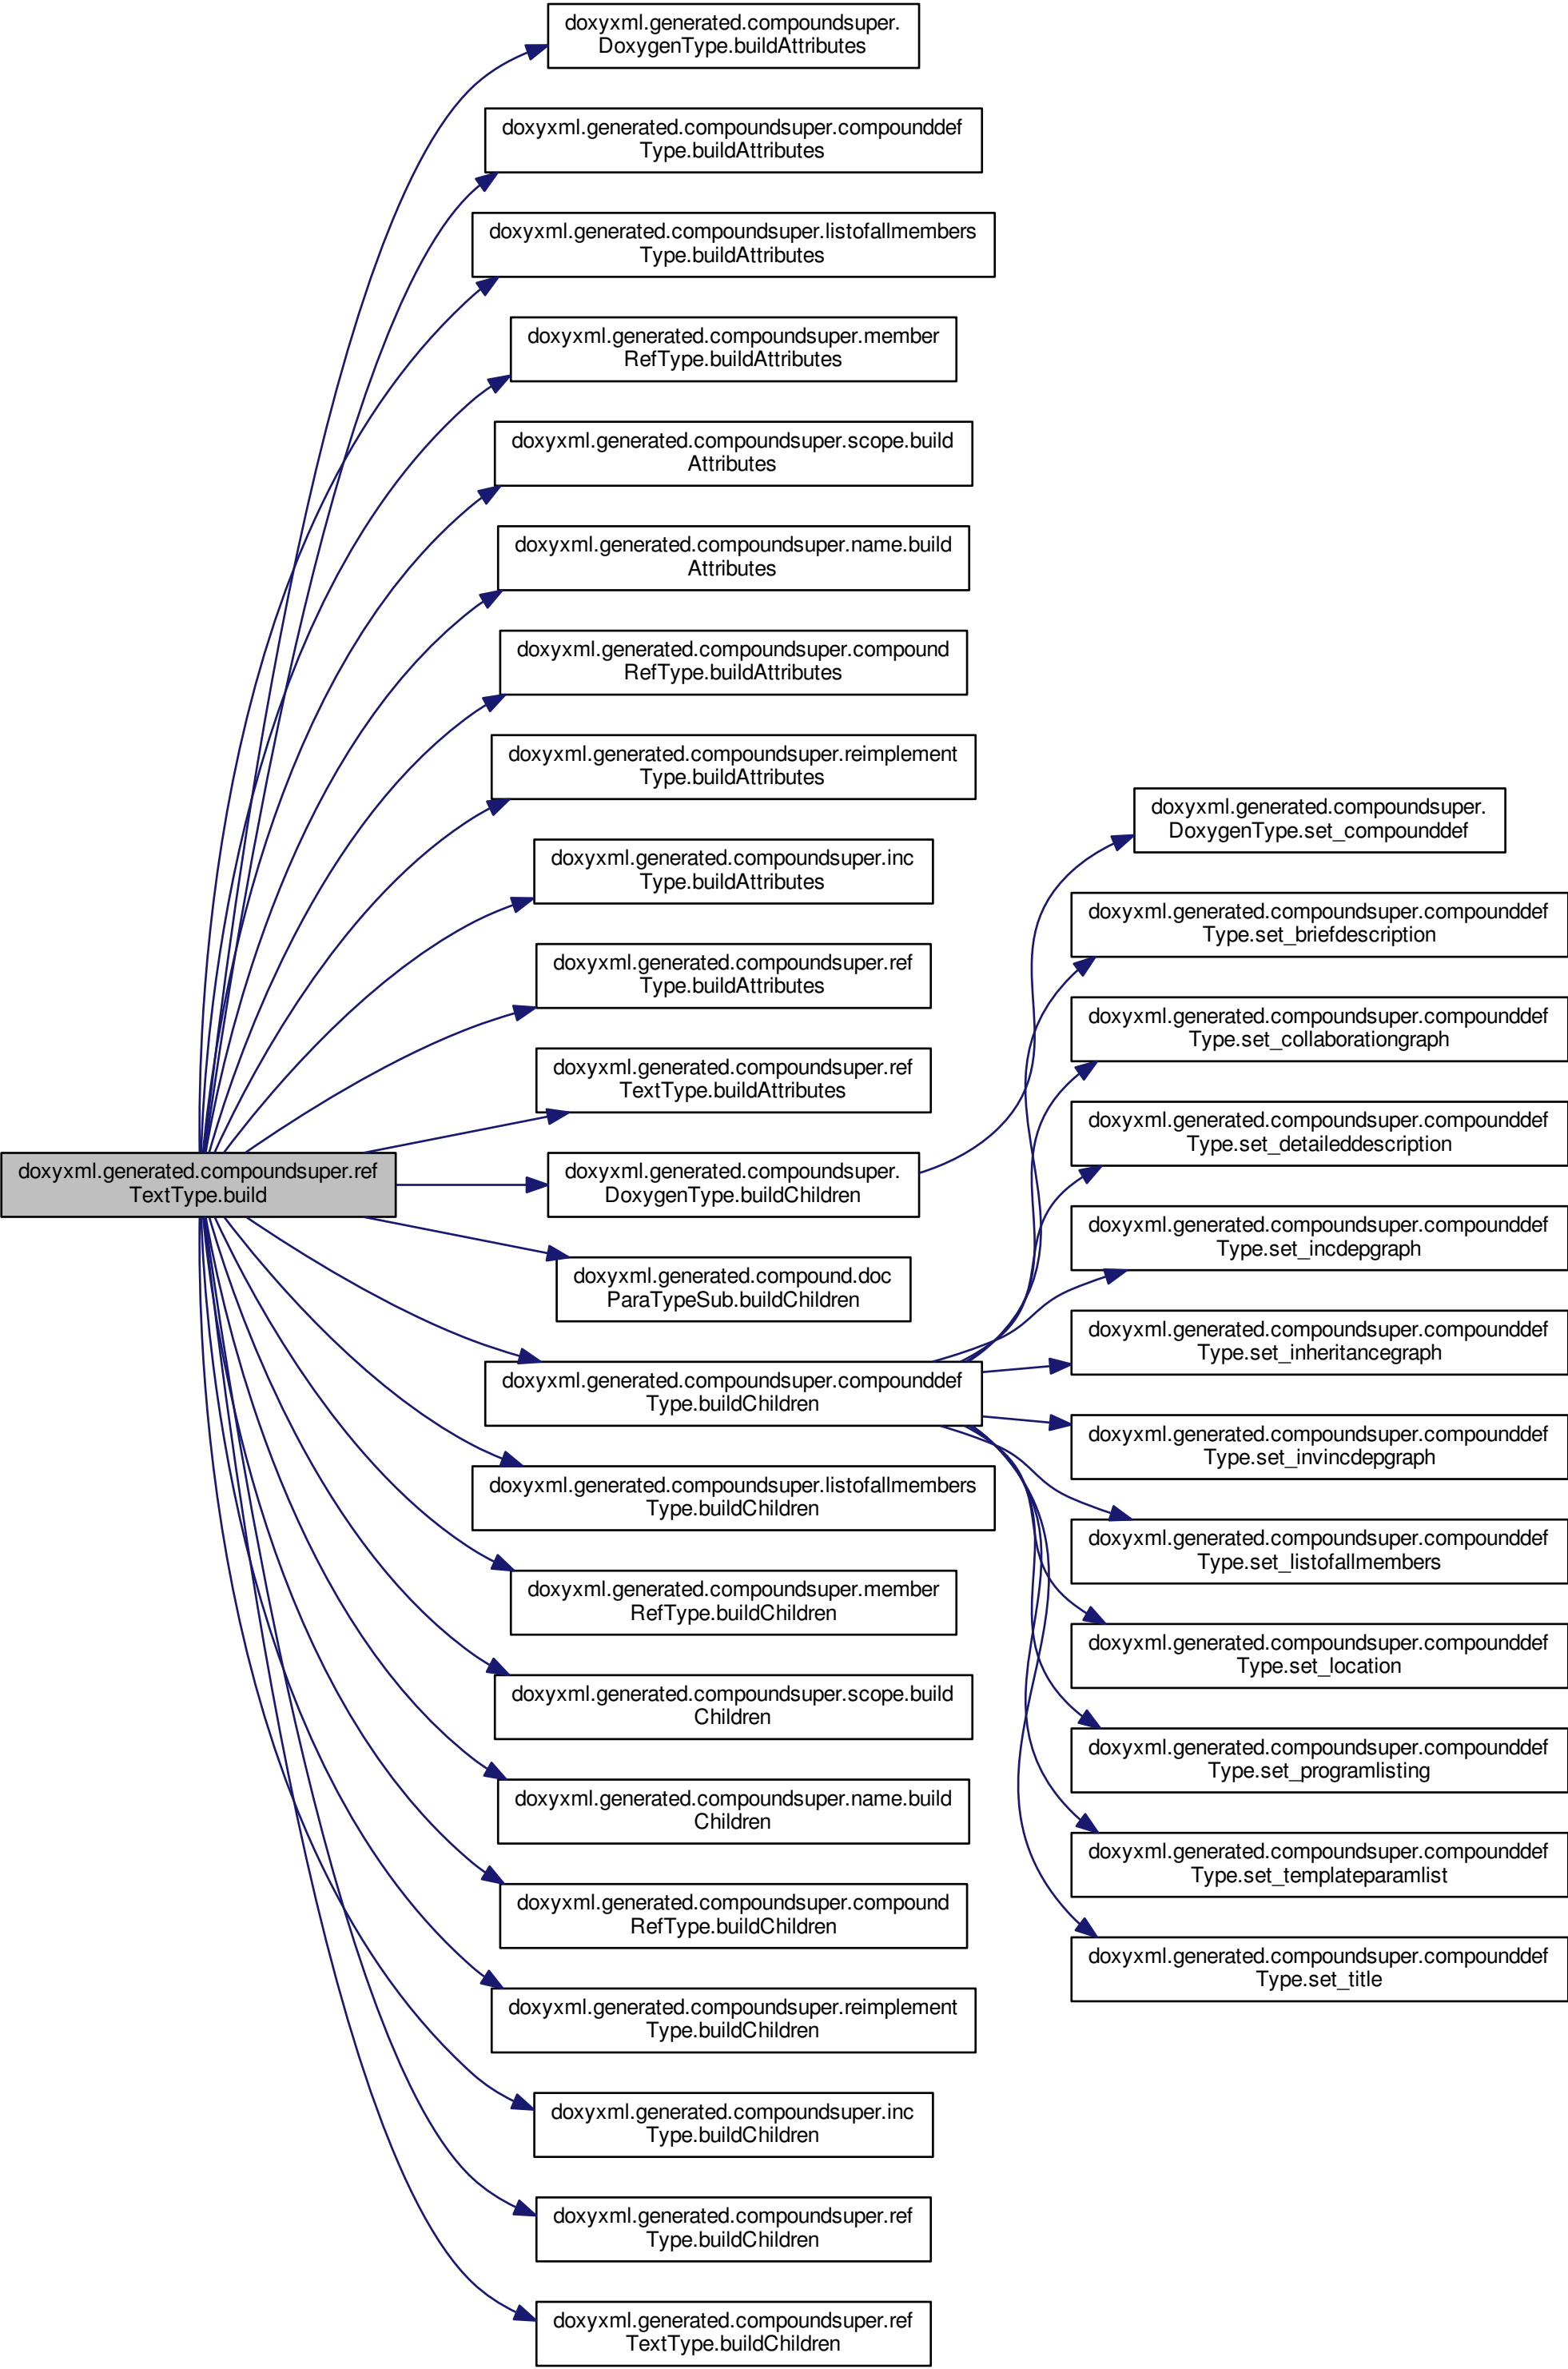 doxyxml.generated.compoundsuper.ref
TextType.build
doxyxml.generated.compoundsuper.
DoxygenType.buildAttributes
doxyxml.generated.compoundsuper.compounddef
Type.buildAttributes
doxyxml.generated.compoundsuper.listofallmembers
Type.buildAttributes
doxyxml.generated.compoundsuper.member
RefType.buildAttributes
doxyxml.generated.compoundsuper.scope.build
Attributes
doxyxml.generated.compoundsuper.name.build
Attributes
doxyxml.generated.compoundsuper.compound
RefType.buildAttributes
doxyxml.generated.compoundsuper.reimplement
Type.buildAttributes
doxyxml.generated.compoundsuper.inc
Type.buildAttributes
doxyxml.generated.compoundsuper.ref
Type.buildAttributes
doxyxml.generated.compoundsuper.ref
TextType.buildAttributes
doxyxml.generated.compoundsuper.
DoxygenType.buildChildren
doxyxml.generated.compound.doc
ParaTypeSub.buildChildren
doxyxml.generated.compoundsuper.compounddef
Type.buildChildren
doxyxml.generated.compoundsuper.listofallmembers
Type.buildChildren
doxyxml.generated.compoundsuper.member
RefType.buildChildren
doxyxml.generated.compoundsuper.scope.build
Children
doxyxml.generated.compoundsuper.name.build
Children
doxyxml.generated.compoundsuper.compound
RefType.buildChildren
doxyxml.generated.compoundsuper.reimplement
Type.buildChildren
doxyxml.generated.compoundsuper.inc
Type.buildChildren
doxyxml.generated.compoundsuper.ref
Type.buildChildren
doxyxml.generated.compoundsuper.ref
TextType.buildChildren
doxyxml.generated.compoundsuper.
DoxygenType.set_compounddef
doxyxml.generated.compoundsuper.compounddef
Type.set_briefdescription
doxyxml.generated.compoundsuper.compounddef
Type.set_collaborationgraph
doxyxml.generated.compoundsuper.compounddef
Type.set_detaileddescription
doxyxml.generated.compoundsuper.compounddef
Type.set_incdepgraph
doxyxml.generated.compoundsuper.compounddef
Type.set_inheritancegraph
doxyxml.generated.compoundsuper.compounddef
Type.set_invincdepgraph
doxyxml.generated.compoundsuper.compounddef
Type.set_listofallmembers
doxyxml.generated.compoundsuper.compounddef
Type.set_location
doxyxml.generated.compoundsuper.compounddef
Type.set_programlisting
doxyxml.generated.compoundsuper.compounddef
Type.set_templateparamlist
doxyxml.generated.compoundsuper.compounddef
Type.set_title